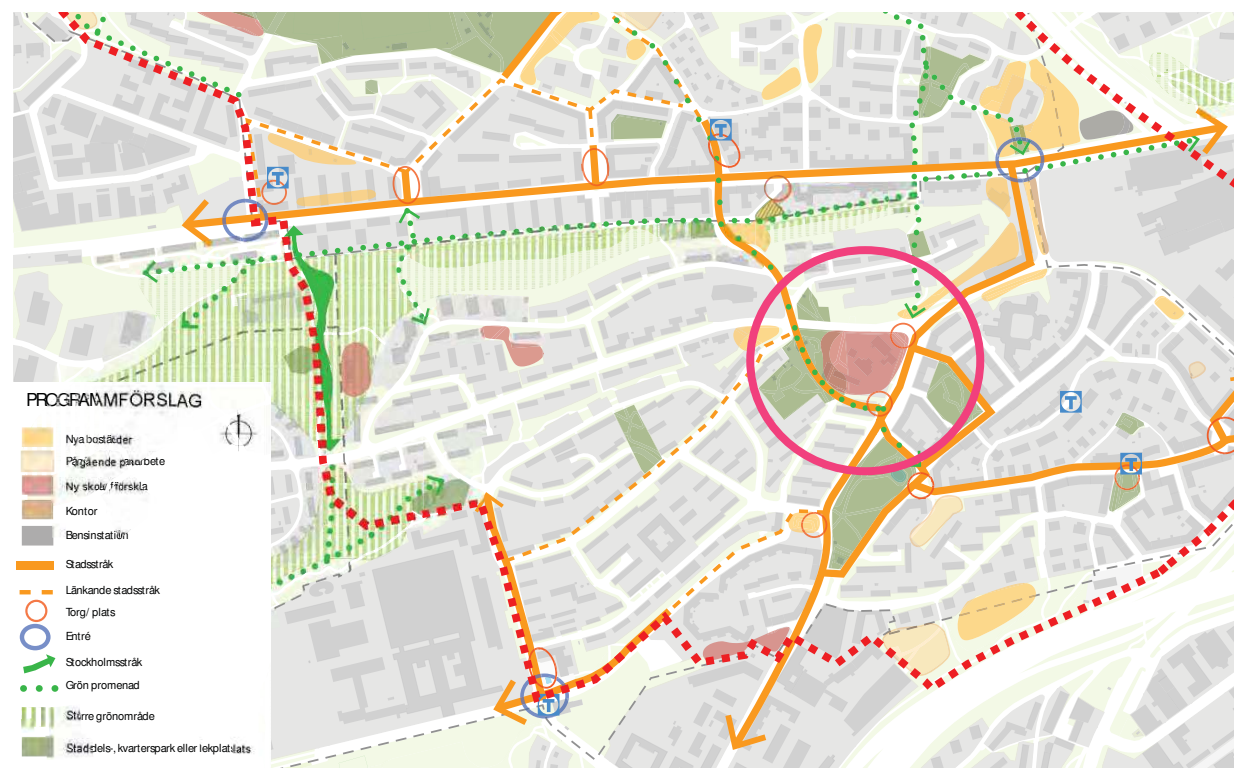 PROGRAMFÖRSLAG
Nya bostäder
Pågående planarbete
Ny skola/förskola
Kontor
Bensinstation
Stadsstråk
Länkande stadsstråk
Torg/ plats
Entré
Stockholmsstråk
Grön promenad
Större grönområde
Stadsdels-, kvarterspark eller lekplats
T
T
T
T
T